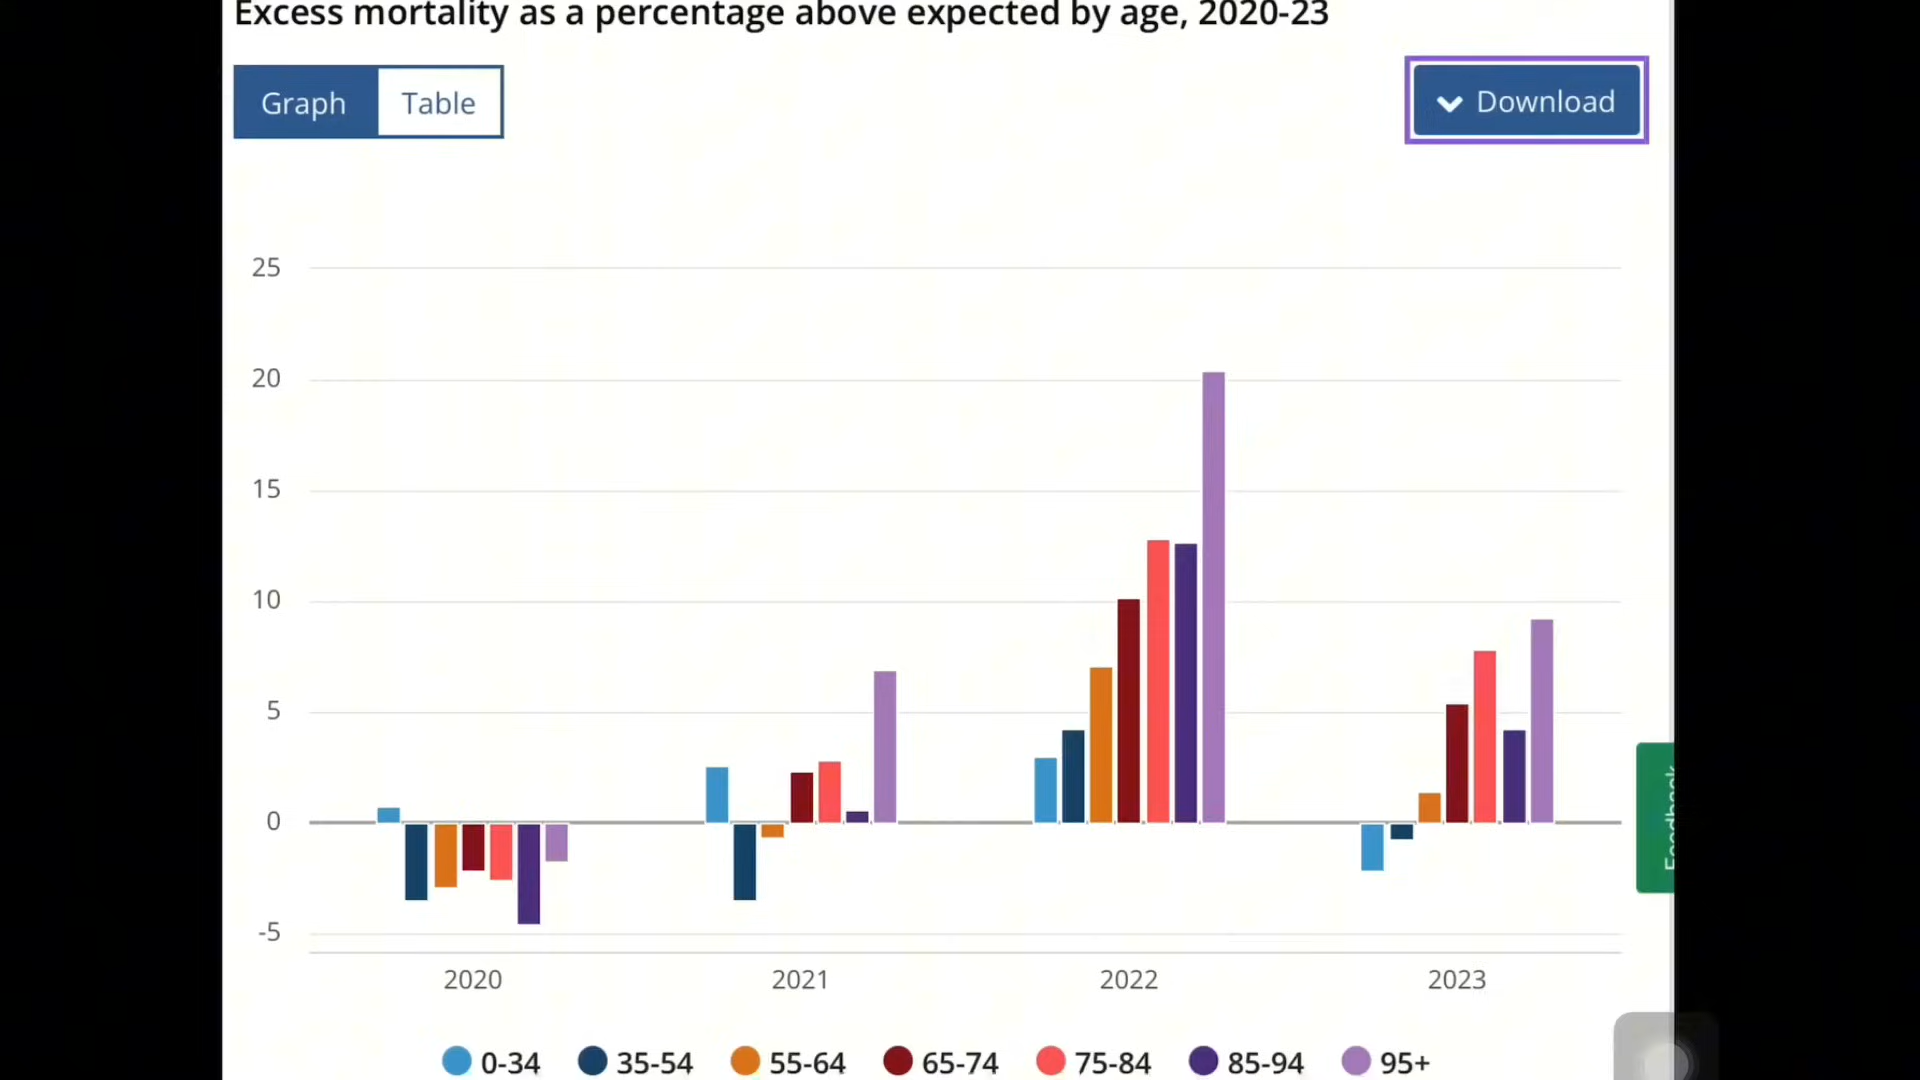 Excess mortality as a percentage above expected by age, 2020-23
Graph Table Download
25
20
15
10
5
0
-5
2020 2021 2022 2023
0-34 35-54 55-64 65-74 75-84 85-94 95+
Feedback